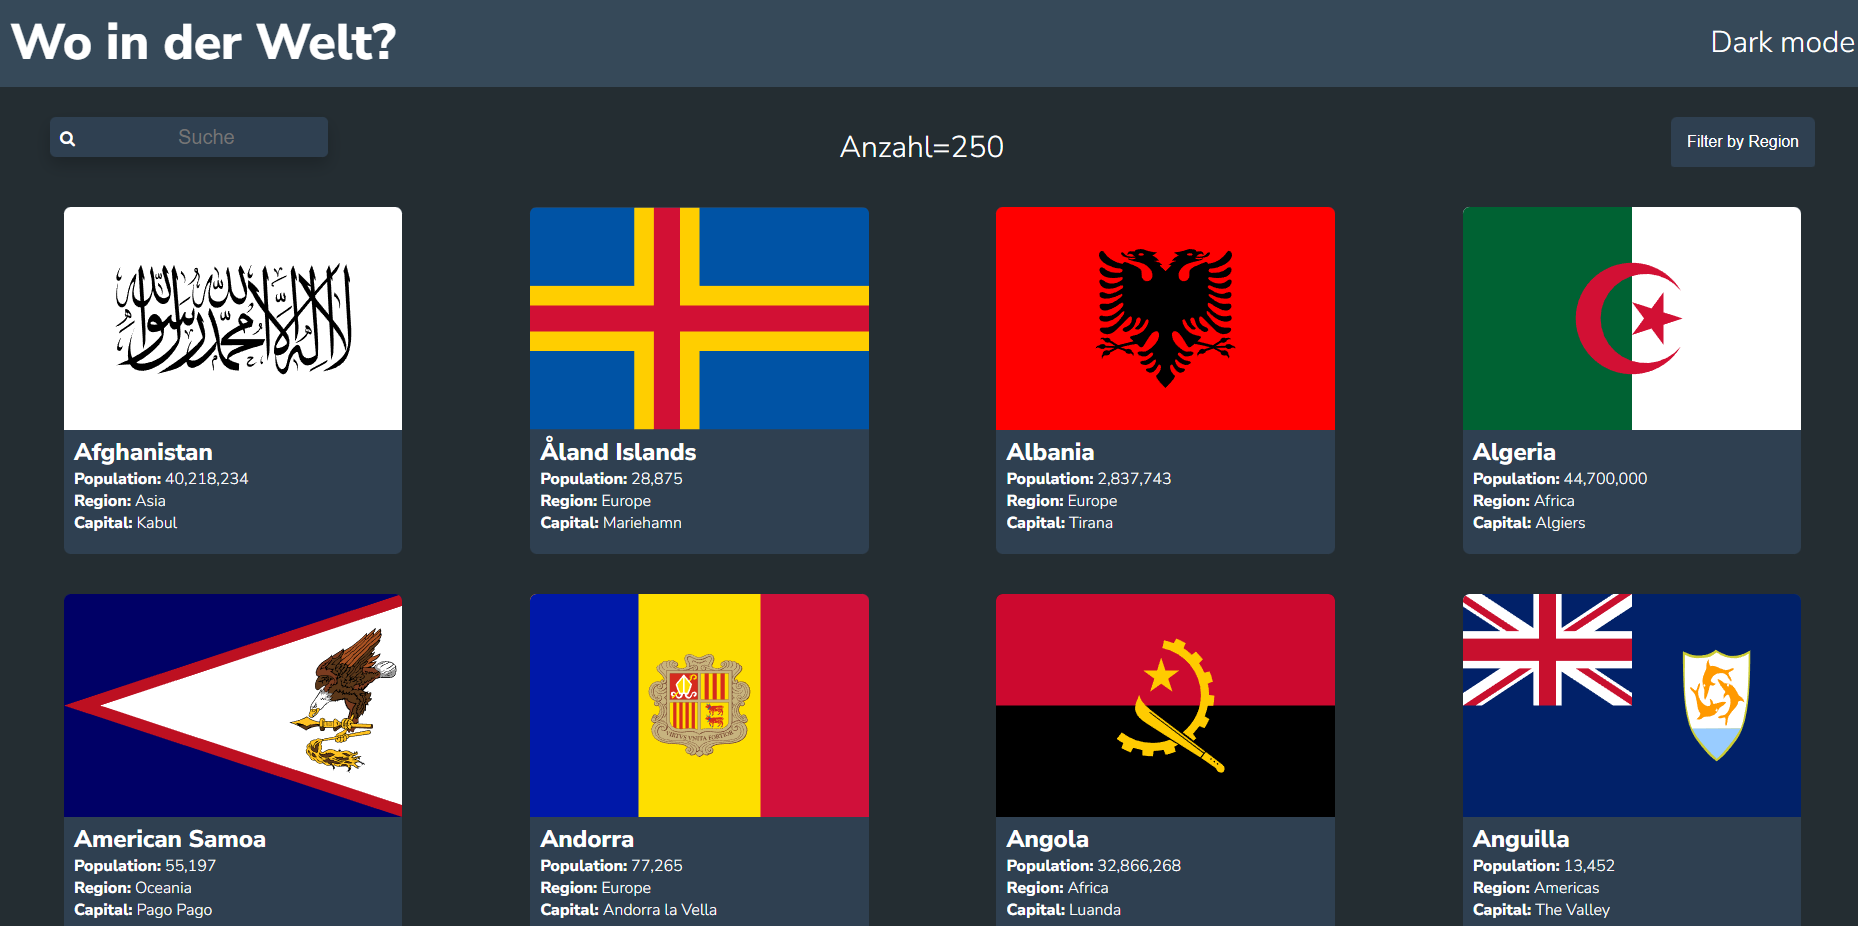 Wo in der Welt?
Dark mode
Suche
Anzahl=250
Filter by Region
لا إله إلا الله محمد رسول الله
Afghanistan
Population: 40,218,234
Region: Asia
Capital: Kabul
Åland Islands
Population: 28,875
Region: Europe
Capital: Mariehamn
Albania
Population: 2,837,743
Region: Europe
Capital: Tirana
Algeria
Population: 44,700,000
Region: Africa
Capital: Algiers
VIRTVS VNITA FORTIOR
American Samoa
Population: 55,197
Region: Oceania
Capital: Pago Pago
Andorra
Population: 77,265
Region: Europe
Capital: Andorra la Vella
Angola
Population: 32,866,268
Region: Africa
Capital: Luanda
Anguilla
Population: 13,452
Region: Americas
Capital: The Valley